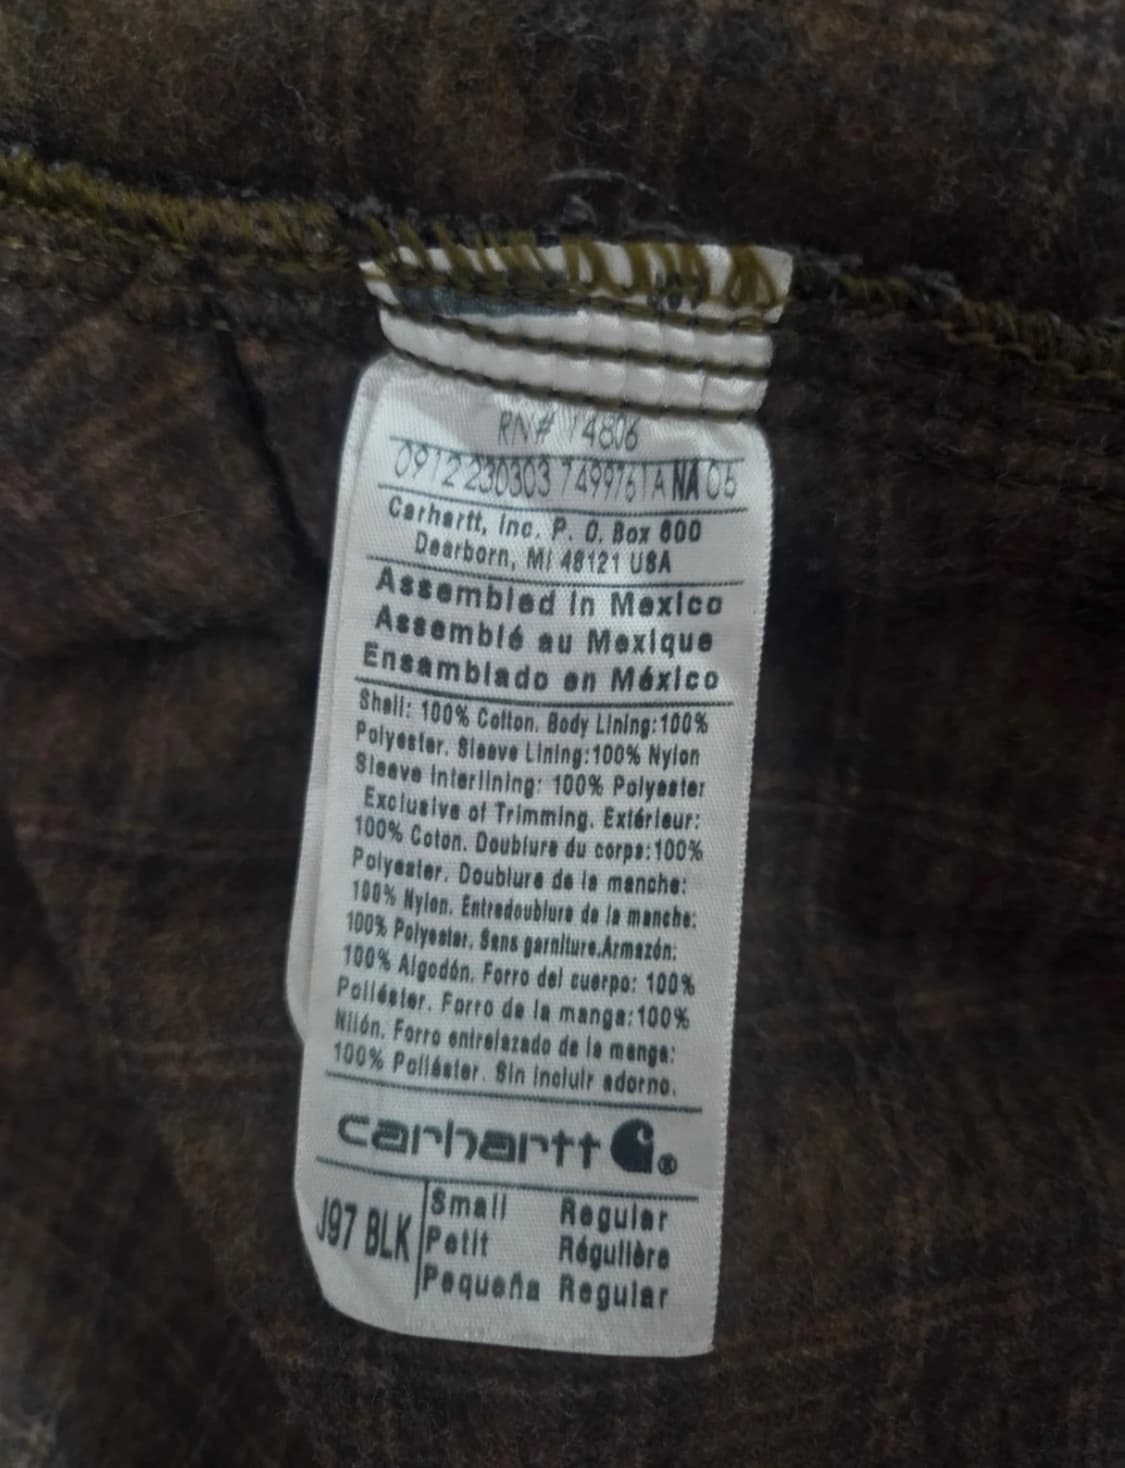 RN# 14806
0912 230303 7499761A NA 05
Carhartt, Inc. P. O. Box 600
Dearborn, MI 48121 USA
Assembled in Mexico
Assemblé au Mexique
Ensamblado en México
Shell: 100% Cotton. Body Lining:100%
Polyester. Sleeve Lining:100% Nylon
Sleeve Interlining: 100% Polyester
Exclusive of Trimming. Extérieur:
100% Coton. Doublure du corps:100%
Polyester. Doublure de la manche:
100% Nylon. Entredoublure de la manche:
100% Polyester. Sans garniture.Armazón:
100% Algodón. Forro del cuerpo: 100%
Poliéster. Forro de la manga:100%
Nilón. Forro entrelazado de la manga:
100% Poliéster. Sin incluir adorno.
carhartt ®
J97 BLK
Small Regular
Petit Régulière
Pequeña Regular